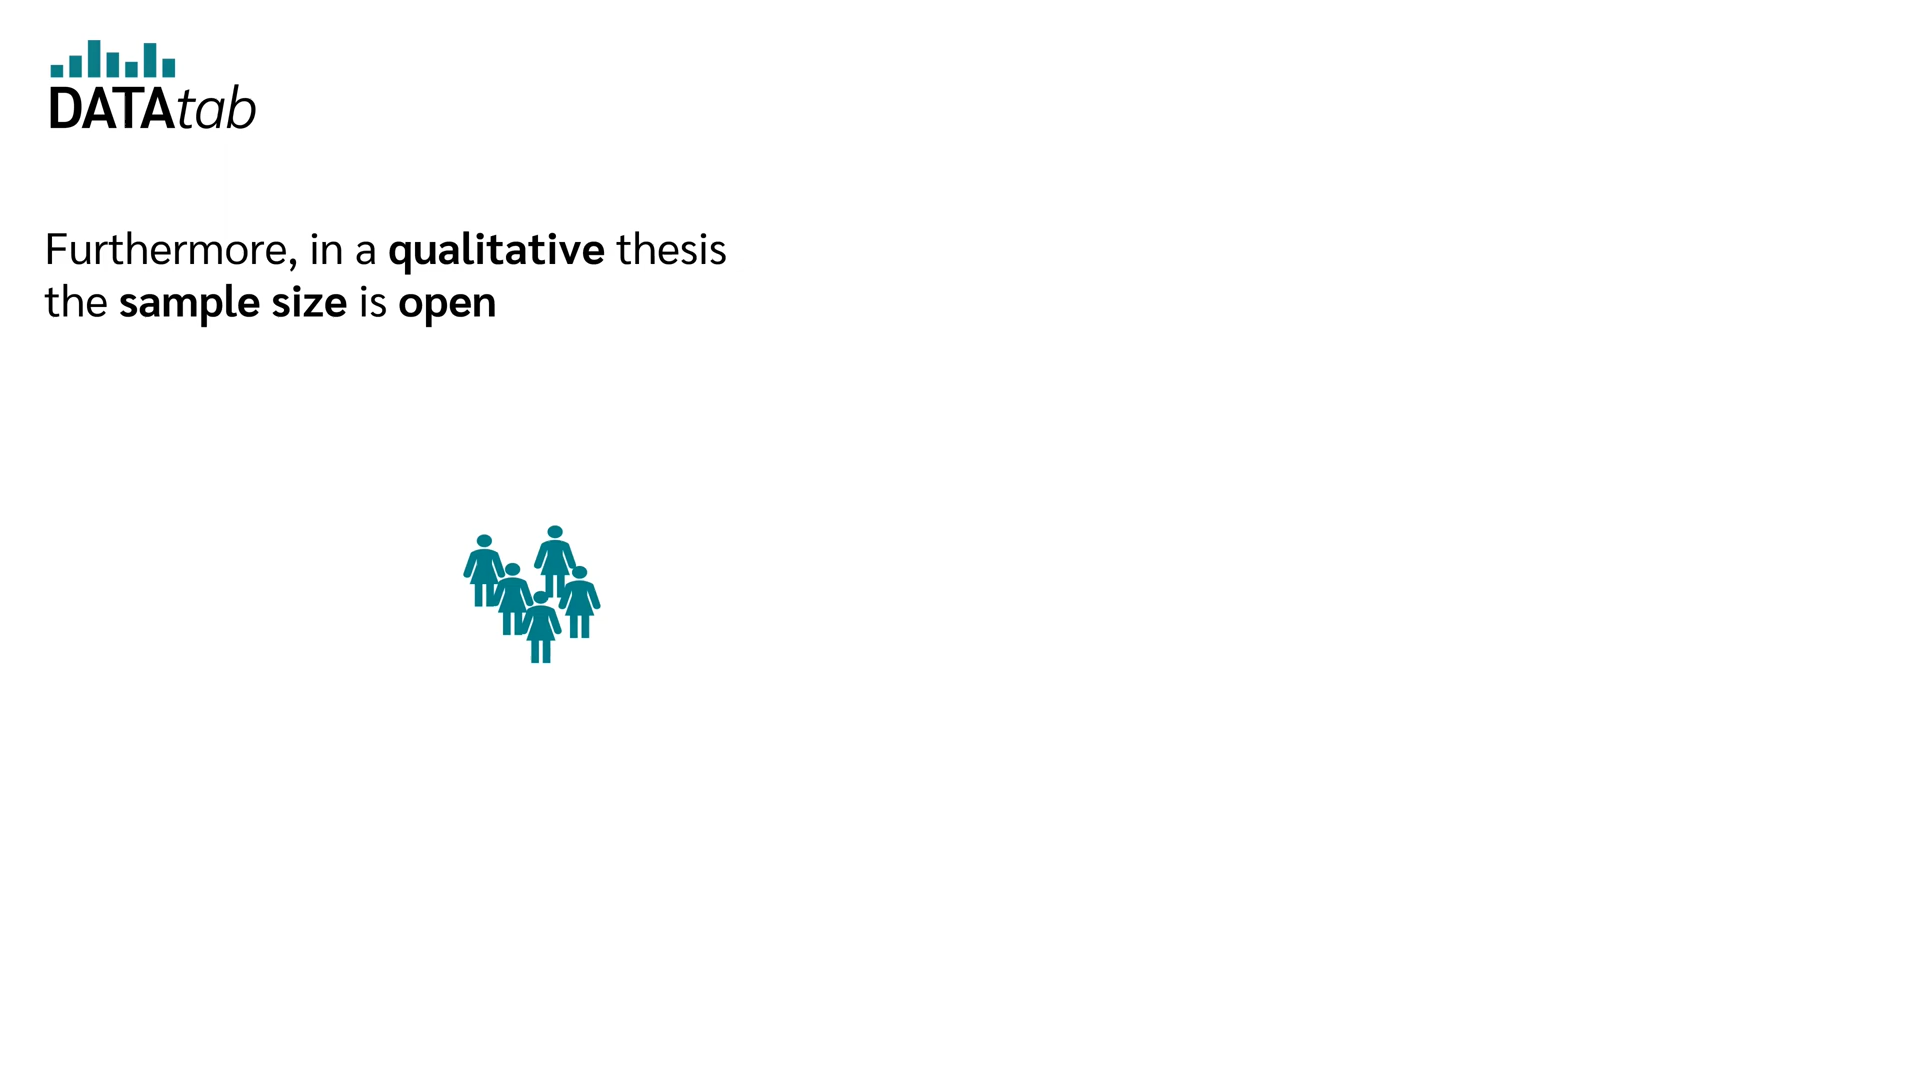 DATAtab
Furthermore, in a qualitative thesis
the sample size is open